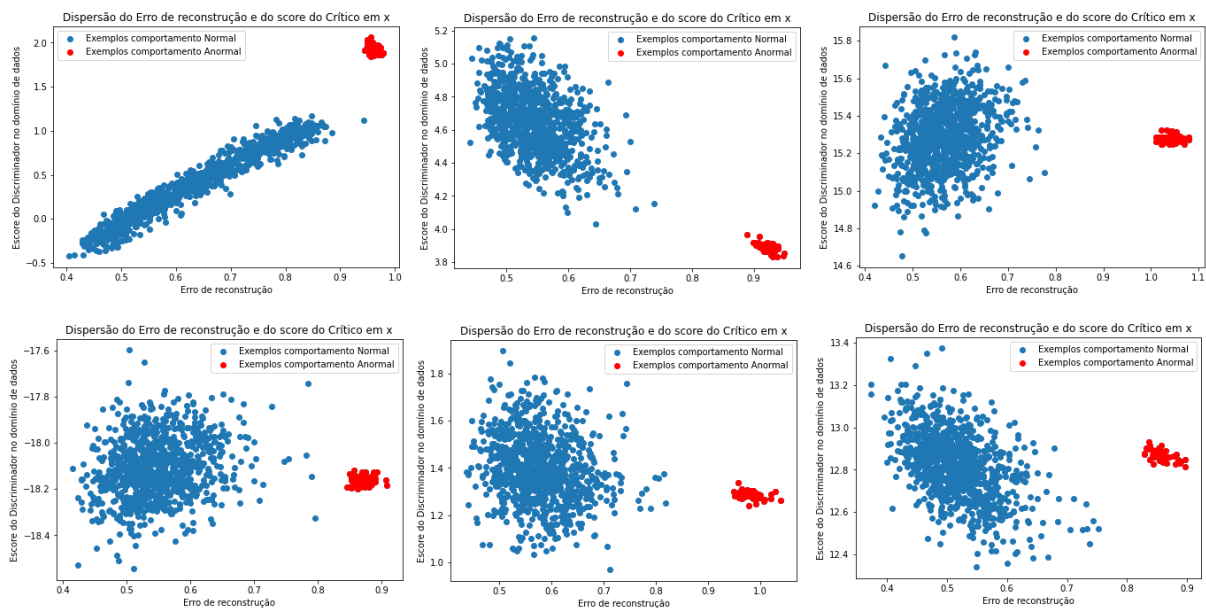 Dispersão do Erro de reconstrução e do score do Crítico em x
Exemplos comportamento Normal
Exemplos comportamento Anormal
Escore do Discriminador no domínio de dados
2.0
1.5
1.0
0.5
0.0
−0.5
0.4 0.5 0.6 0.7 0.8 0.9 1.0
Erro de reconstrução
Dispersão do Erro de reconstrução e do score do Crítico em x
Exemplos comportamento Normal
Exemplos comportamento Anormal
Escore do Discriminador no domínio de dados
5.2
5.0
4.8
4.6
4.4
4.2
4.0
3.8
0.5 0.6 0.7 0.8 0.9
Erro de reconstrução
Dispersão do Erro de reconstrução e do score do Crítico em x
Exemplos comportamento Normal
Exemplos comportamento Anormal
Escore do Discriminador no domínio de dados
15.8
15.6
15.4
15.2
15.0
14.8
14.6
0.4 0.5 0.6 0.7 0.8 0.9 1.0 1.1
Erro de reconstrução
Dispersão do Erro de reconstrução e do score do Crítico em x
Exemplos comportamento Normal
Exemplos comportamento Anormal
Escore do Discriminador no domínio de dados
−17.6
−17.8
−18.0
−18.2
−18.4
0.4 0.5 0.6 0.7 0.8 0.9
Erro de reconstrução
Dispersão do Erro de reconstrução e do score do Crítico em x
Exemplos comportamento Normal
Exemplos comportamento Anormal
Escore do Discriminador no domínio de dados
1.8
1.6
1.4
1.2
1.0
0.5 0.6 0.7 0.8 0.9 1.0
Erro de reconstrução
Dispersão do Erro de reconstrução e do score do Crítico em x
Exemplos comportamento Normal
Exemplos comportamento Anormal
Escore do Discriminador no domínio de dados
13.4
13.2
13.0
12.8
12.6
12.4
0.4 0.5 0.6 0.7 0.8 0.9
Erro de reconstrução